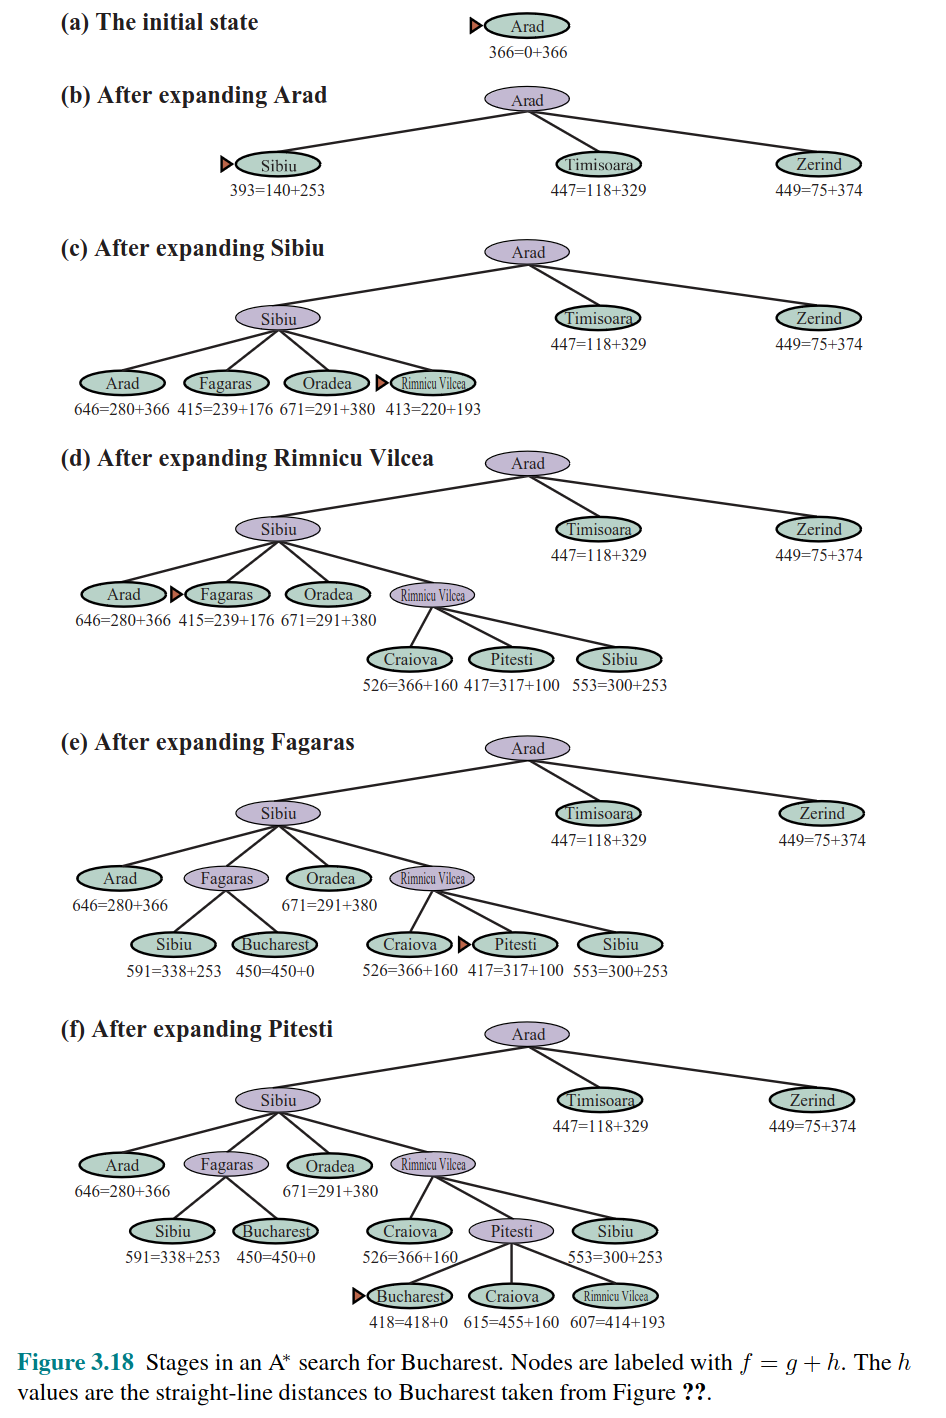 (a) The initial state
Arad
366=0+366
(b) After expanding Arad
Arad
Sibiu Timisoara Zerind
393=140+253 447=118+329 449=75+374
(c) After expanding Sibiu
Arad
Sibiu Timisoara Zerind
447=118+329 449=75+374
Arad Fagaras Oradea Rimnicu Vilcea
646=280+366 415=239+176 671=291+380 413=220+193
(d) After expanding Rimnicu Vilcea
Arad
Sibiu Timisoara Zerind
447=118+329 449=75+374
Arad Fagaras Oradea Rimnicu Vilcea
646=280+366 415=239+176 671=291+380
Craiova Pitesti Sibiu
526=366+160 417=317+100 553=300+253
(e) After expanding Fagaras
Arad
Sibiu Timisoara Zerind
447=118+329 449=75+374
Arad Fagaras Oradea Rimnicu Vilcea
646=280+366 671=291+380
Sibiu Bucharest Craiova Pitesti Sibiu
591=338+253 450=450+0 526=366+160 417=317+100 553=300+253
(f) After expanding Pitesti
Arad
Sibiu Timisoara Zerind
447=118+329 449=75+374
Arad Fagaras Oradea Rimnicu Vilcea
646=280+366 671=291+380
Sibiu Bucharest Craiova Pitesti Sibiu
591=338+253 450=450+0 526=366+160 553=300+253
Bucharest Craiova Rimnicu Vilcea
418=418+0 615=455+160 607=414+193
Figure 3.18 Stages in an A* search for Bucharest. Nodes are labeled with f = g + h. The h
values are the straight-line distances to Bucharest taken from Figure ??.